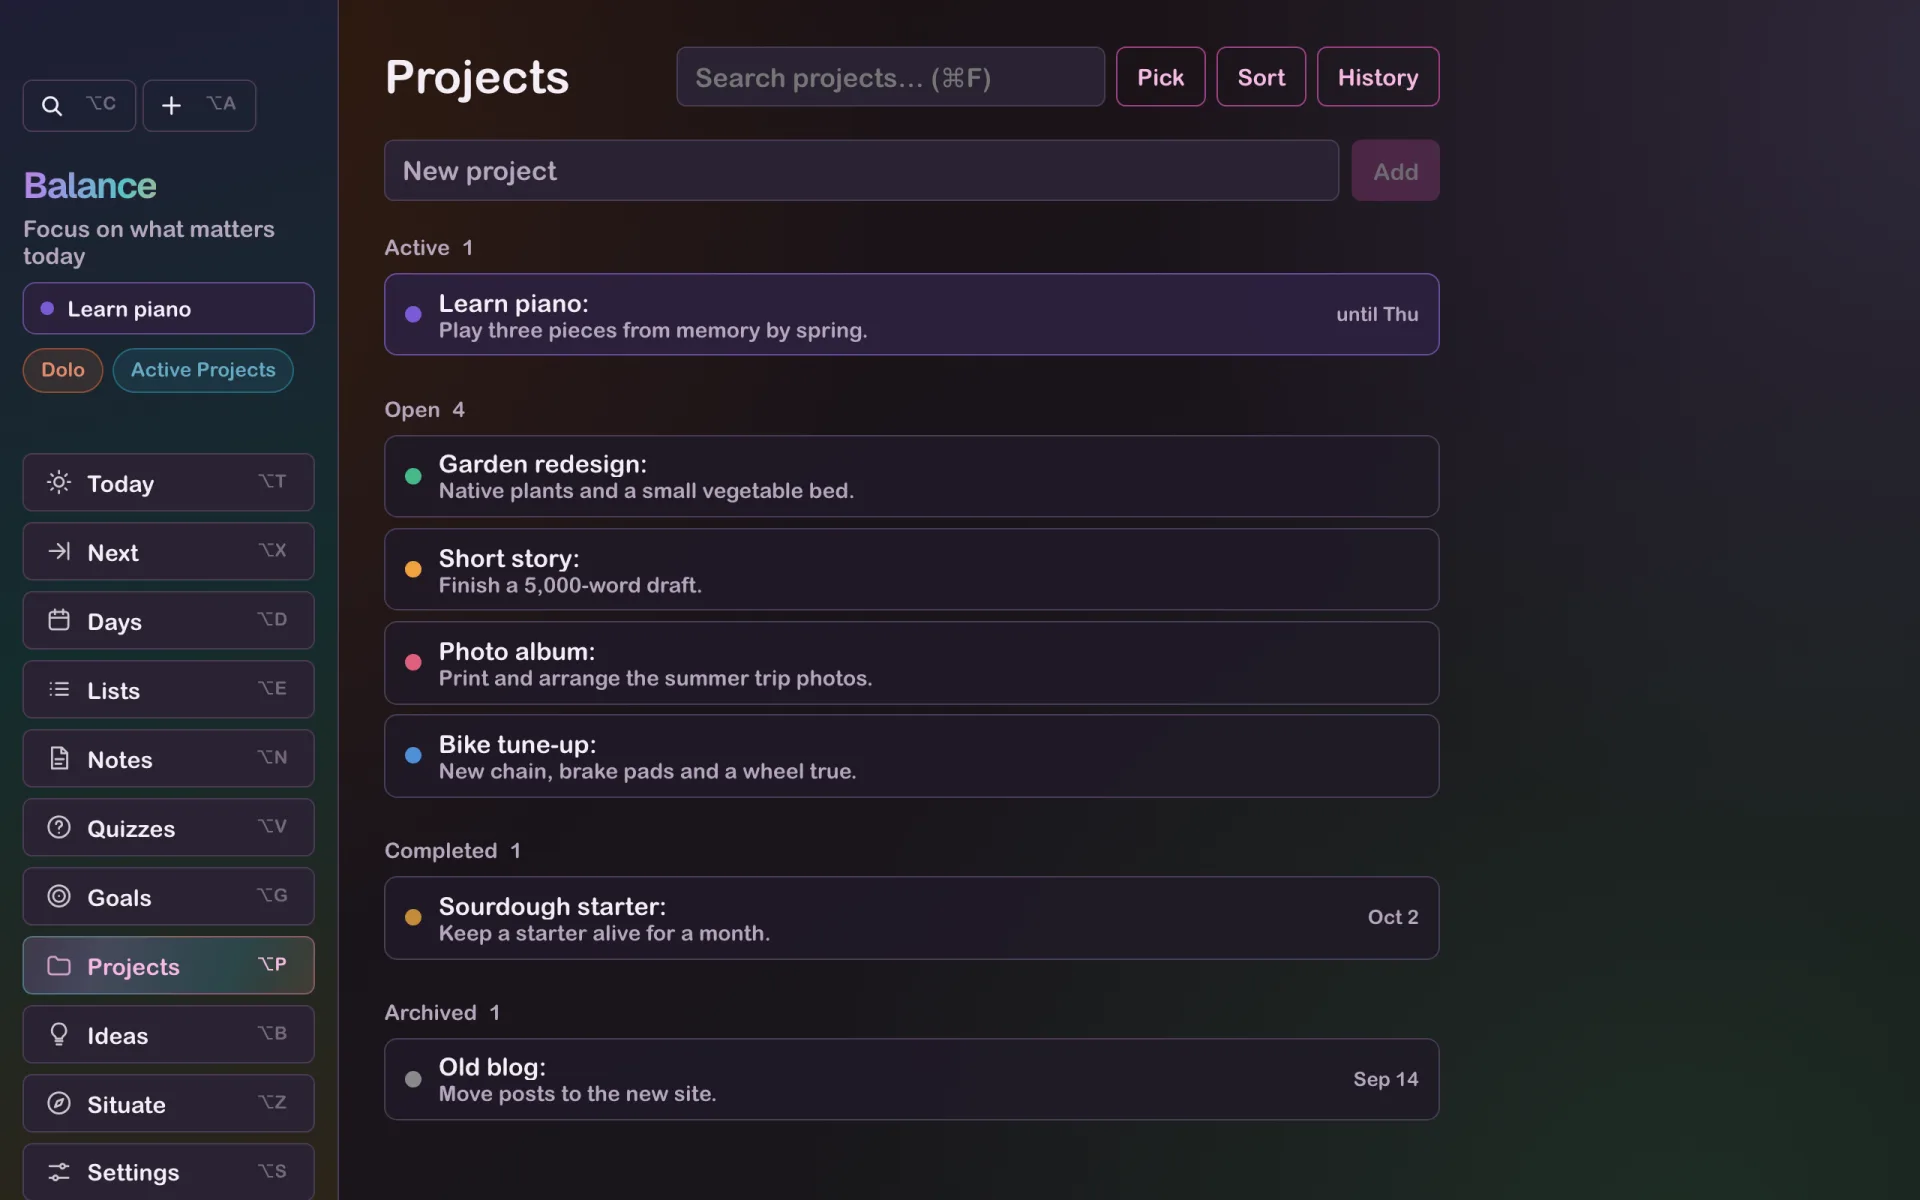 ⌥C
⌥A
Balance
Focus on what matters
today
Learn piano
Dolo
Active Projects
Today ⌥T
Next ⌥X
Days ⌥D
Lists ⌥E
Notes ⌥N
Quizzes ⌥V
Goals ⌥G
Projects ⌥P
Ideas ⌥B
Situate ⌥Z
Settings ⌥S
Projects
Search projects... (⌘F)
Pick
Sort
History
New project
Add
Active 1
Learn piano:
Play three pieces from memory by spring.
until Thu
Open 4
Garden redesign:
Native plants and a small vegetable bed.
Short story:
Finish a 5,000-word draft.
Photo album:
Print and arrange the summer trip photos.
Bike tune-up:
New chain, brake pads and a wheel true.
Completed 1
Sourdough starter:
Keep a starter alive for a month.
Oct 2
Archived 1
Old blog:
Move posts to the new site.
Sep 14